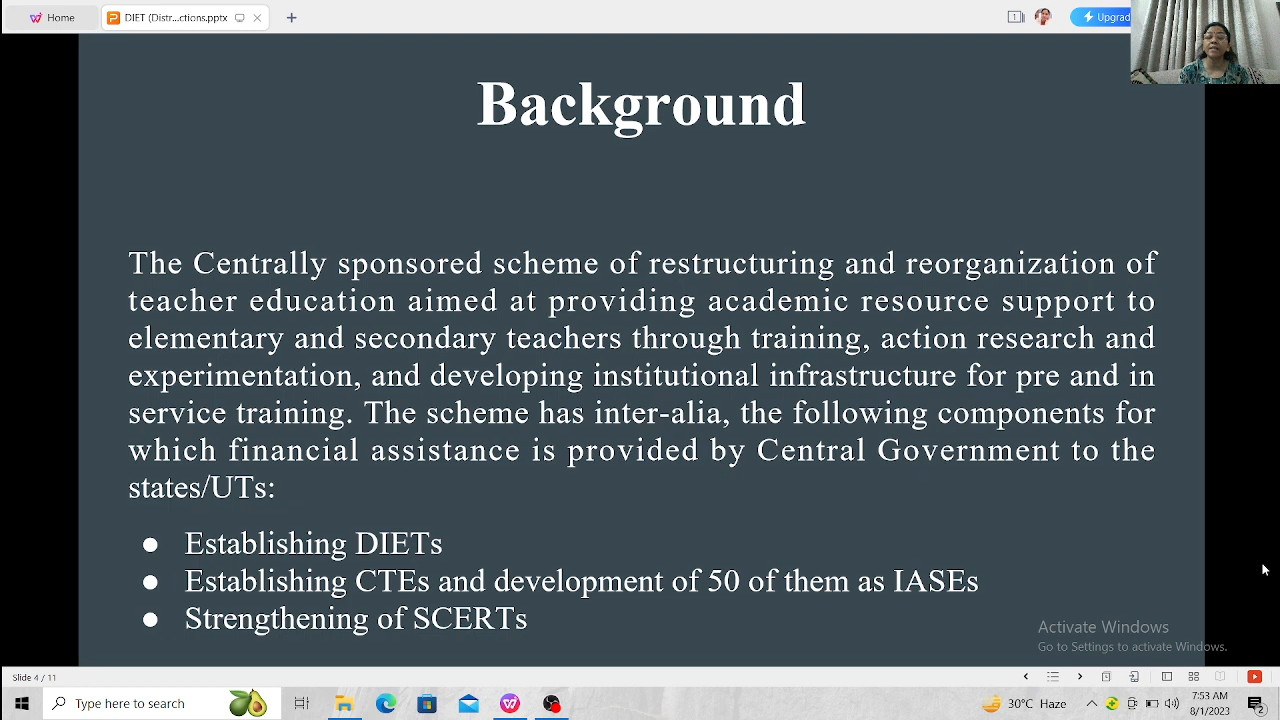 Home
DIET (Distr...ctions.pptx
1
Upgrad
Background
The Centrally sponsored scheme of restructuring and reorganization of
teacher education aimed at providing academic resource support to
elementary and secondary teachers through training, action research and
experimentation, and developing institutional infrastructure for pre and in
service training. The scheme has inter-alia, the following components for
which financial assistance is provided by Central Government to the
states/UTs:
● Establishing DIETs
● Establishing CTEs and development of 50 of them as IASEs
● Strengthening of SCERTs
Activate Windows
Go to Settings to activate Windows.
Slide 4 / 11
Type here to search
30°C Haze
7:53 AM
8/1/2023
2